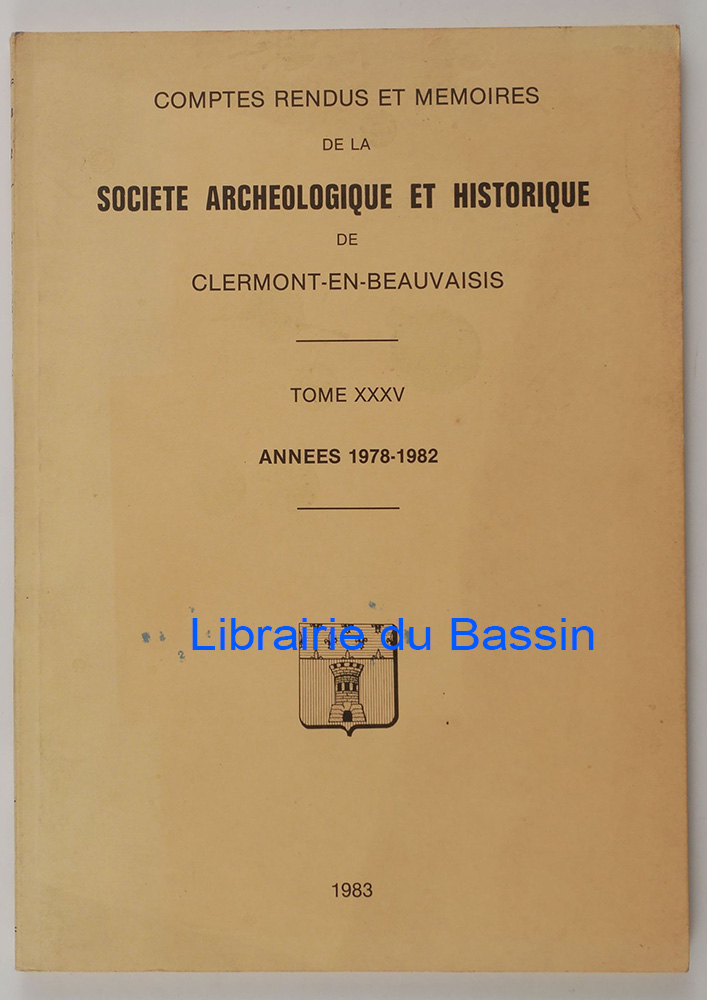 COMPTES RENDUS ET MEMOIRES
DE LA
SOCIETE ARCHEOLOGIQUE ET HISTORIQUE
DE
CLERMONT-EN-BEAUVAISIS
TOME XXXV
ANNEES 1978-1982
Librairie du Bassin
1983